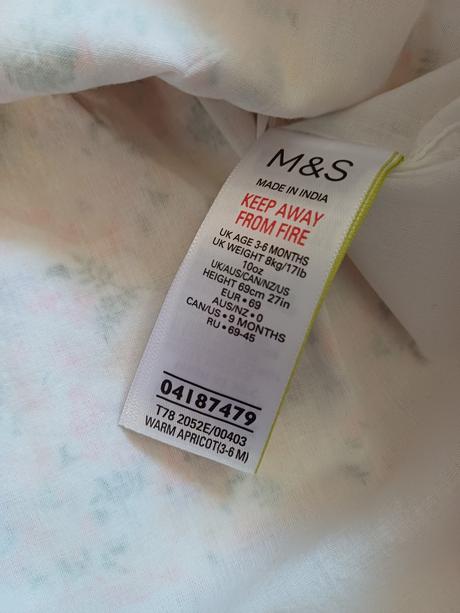 M&S
MADE IN INDIA
KEEP AWAY
FROM FIRE
UK AGE 3-6 MONTHS
UK WEIGHT 8kg/17lb
10oz
UK/AUS/CAN/NZ/US
HEIGHT 69cm 27in
EUR • 69
AUS/NZ • 0
CAN/US • 9 MONTHS
RU • 69-45
04187479
T78 2052E/00403
WARM APRICOT(3-6 M)